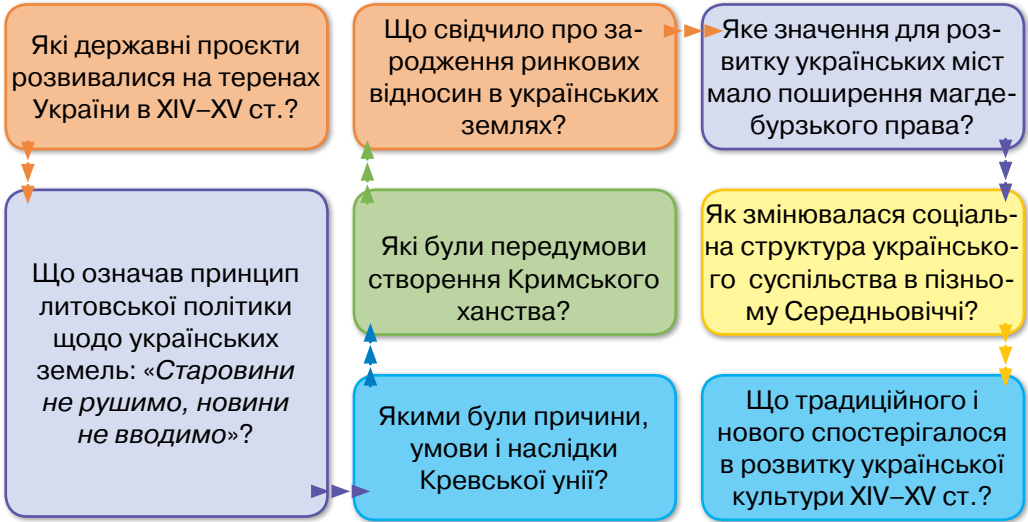 Які державні проєкти
розвивалися на теренах
України в XIV–XV ст.?
Що означав принцип
литовської політики
щодо українських
земель: «Старовини
не рушимо, новини
не вводимо»?
Якими були причини,
умови і наслідки
Кревської унії?
Які були передумови
створення Кримського
ханства?
Що свідчило про за-
родження ринкових
відносин в українських
землях?
Яке значення для роз-
витку українських міст
мало поширення магде-
бурзького права?
Як змінювалася соціаль-
на структура українсько-
го суспільства в пізньо-
му Середньовіччі?
Що традиційного і
нового спостерігалося
в розвитку української
культури XIV–XV ст.?